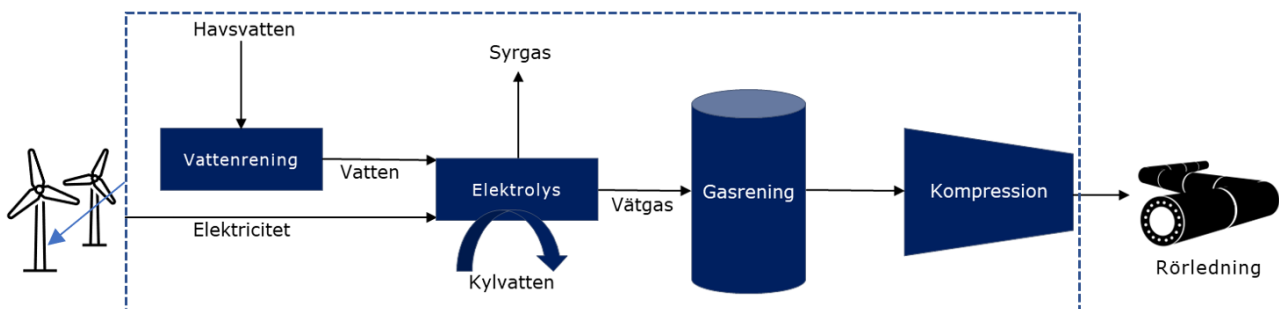 Havsvatten
Syrgas
Vattenrening
Vatten
Elektrolys
Elektricitet
Vätgas
Gasrening
Kompression
Kylvatten
Rörledning